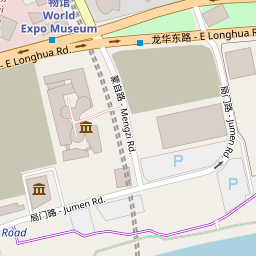 物馆
World
Expo Museum
- E Longhua Rd
龙华东路 - E Longhua Rd
蒙自路 - Mengzi Rd.
局门路 - Jumen Rd.
P
P
局门路 - Jumen Rd.
Road